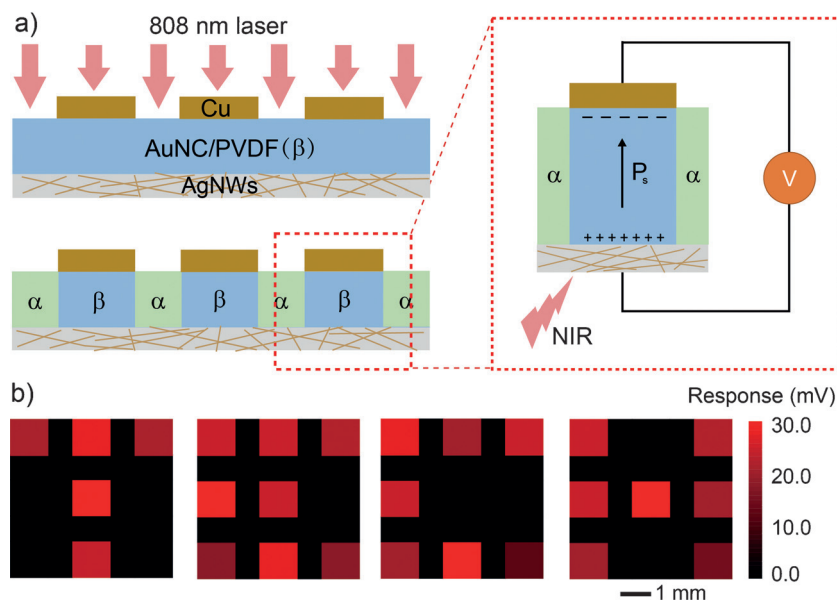 a)
808 nm laser
Cu
AuNC/PVDF(β)
AgNWs
α β α β α β α
α Pₛ α
– – – – – –
+ + + + + + +
V
NIR
b)
Response (mV)
30.0
20.0
10.0
0.0
1 mm